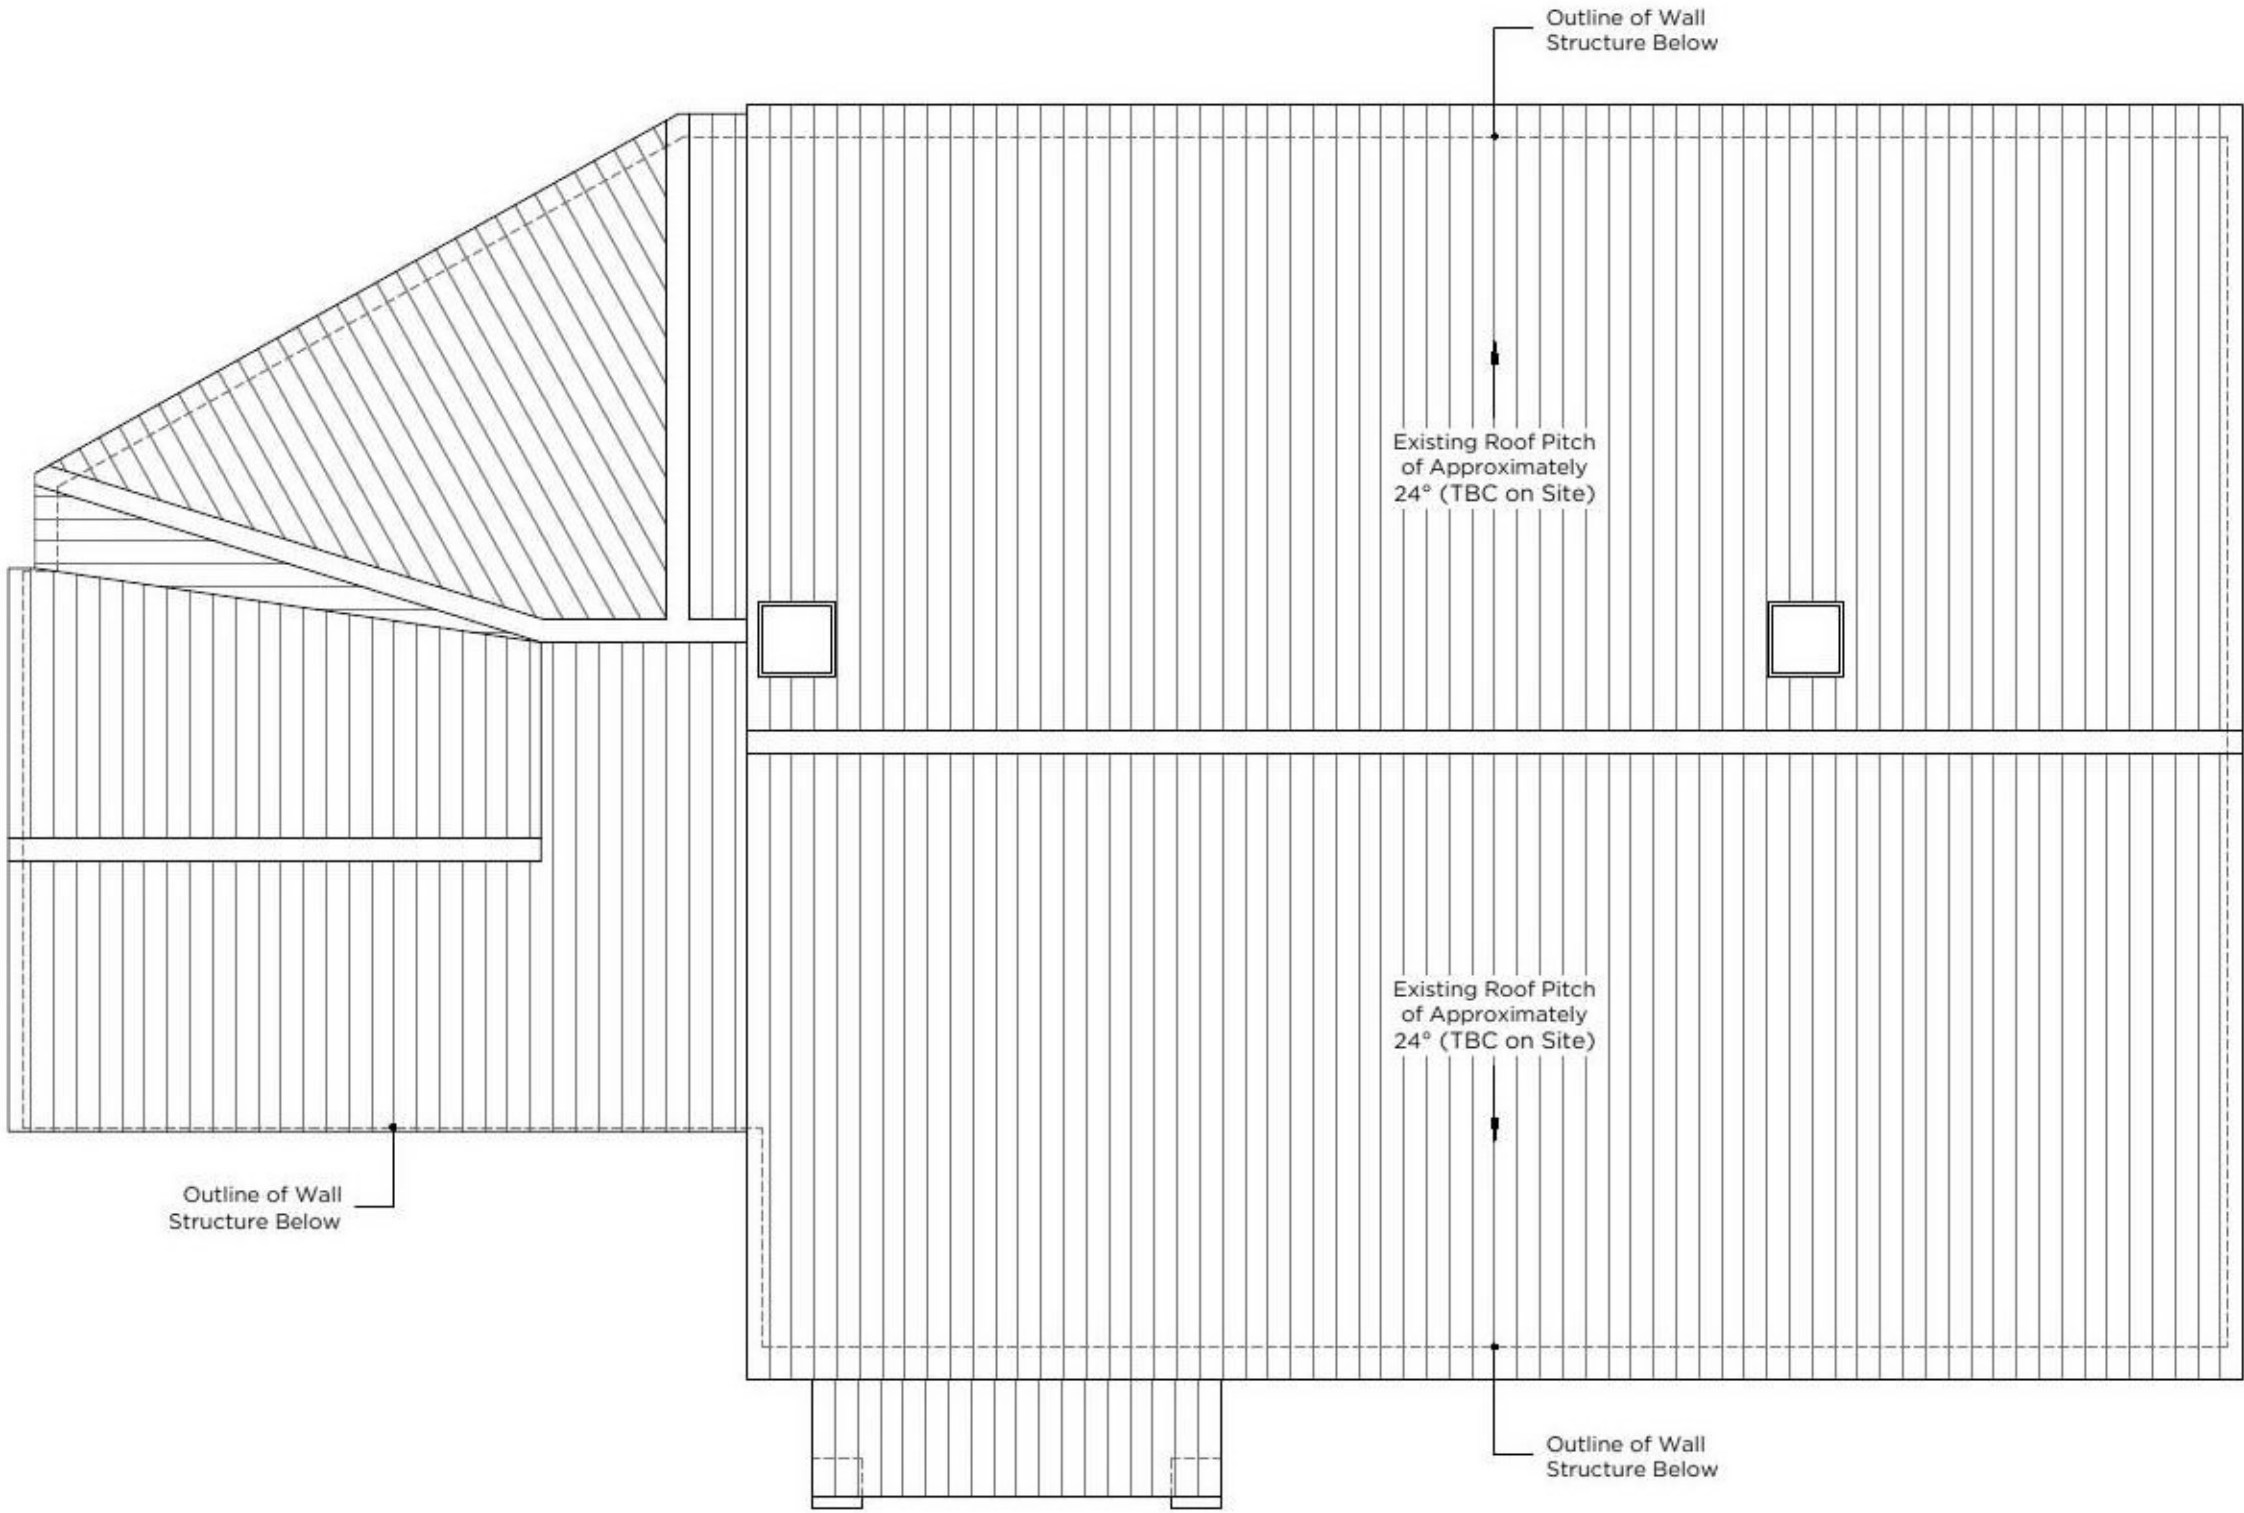 Outline of Wall
Structure Below
Existing Roof Pitch
of Approximately
24° (TBC on Site)
Existing Roof Pitch
of Approximately
24° (TBC on Site)
Outline of Wall
Structure Below
Outline of Wall
Structure Below